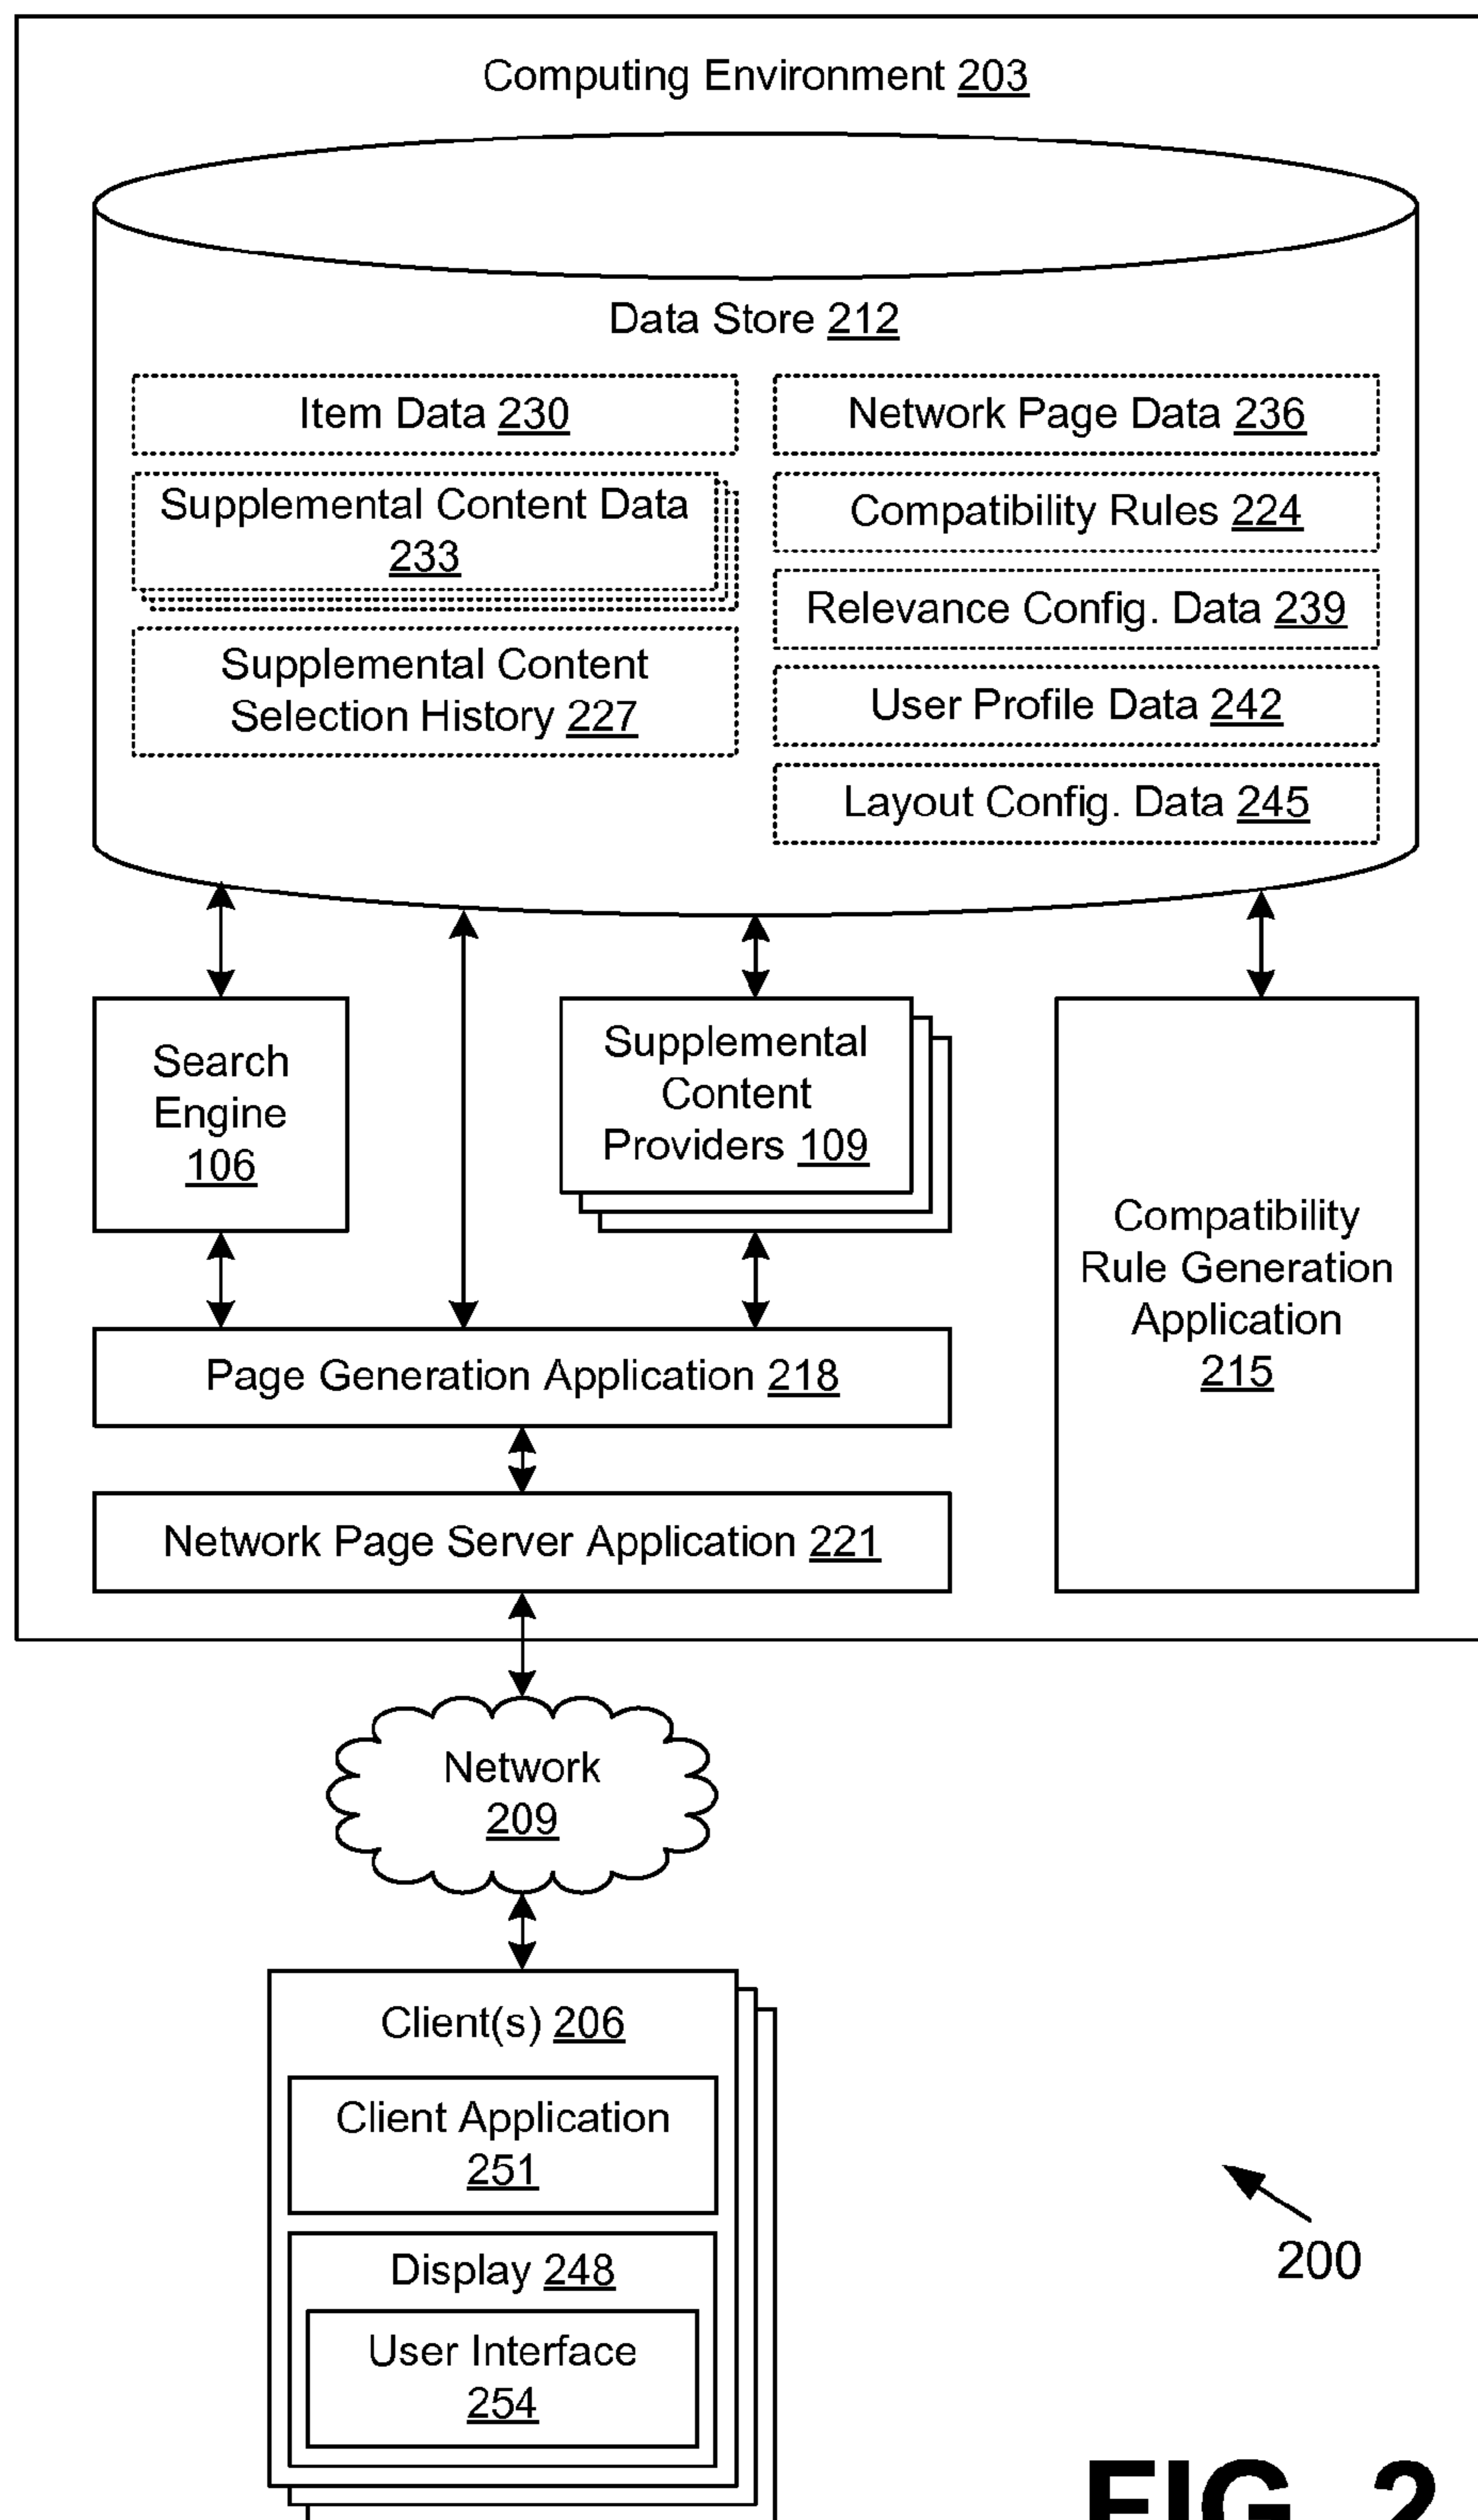 Computing Environment 203
Data Store 212
Item Data 230
Supplemental Content Data
233
Supplemental Content
Selection History 227
Network Page Data 236
Compatibility Rules 224
Relevance Config. Data 239
User Profile Data 242
Layout Config. Data 245
Search
Engine
106
Supplemental
Content
Providers 109
Compatibility
Rule Generation
Application
215
Page Generation Application 218
Network Page Server Application 221
Network
209
Client(s) 206
Client Application
251
Display 248
User Interface
254
200
FIG. 2